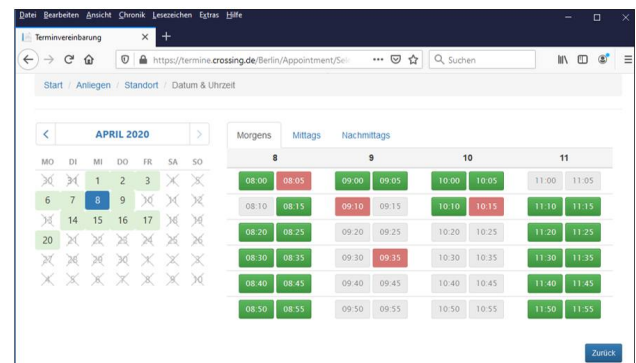 Datei Bearbeiten Ansicht Chronik Lesezeichen Extras Hilfe
Terminvereinbarung
https://termine.crossing.de/Berlin/Appointment/Sele
Suchen
Start / Anliegen / Standort / Datum & Uhrzeit
APRIL 2020
Morgens Mittags Nachmittags
MO DI MI DO FR SA SO
30 31 1 2 3 4 5
6 7 8 9 10 11 12
13 14 15 16 17 18 19
20 21 22 23 24 25 26
27 28 29 30 1 2 3
4 5 6 7 8 9 10
8 9 10 11
08:00 08:05 09:00 09:05 10:00 10:05 11:00 11:05
08:10 08:15 09:10 09:15 10:10 10:15 11:10 11:15
08:20 08:25 09:20 09:25 10:20 10:25 11:20 11:25
08:30 08:35 09:30 09:35 10:30 10:35 11:30 11:35
08:40 08:45 09:40 09:45 10:40 10:45 11:40 11:45
08:50 08:55 09:50 09:55 10:50 10:55 11:50 11:55
Zurück